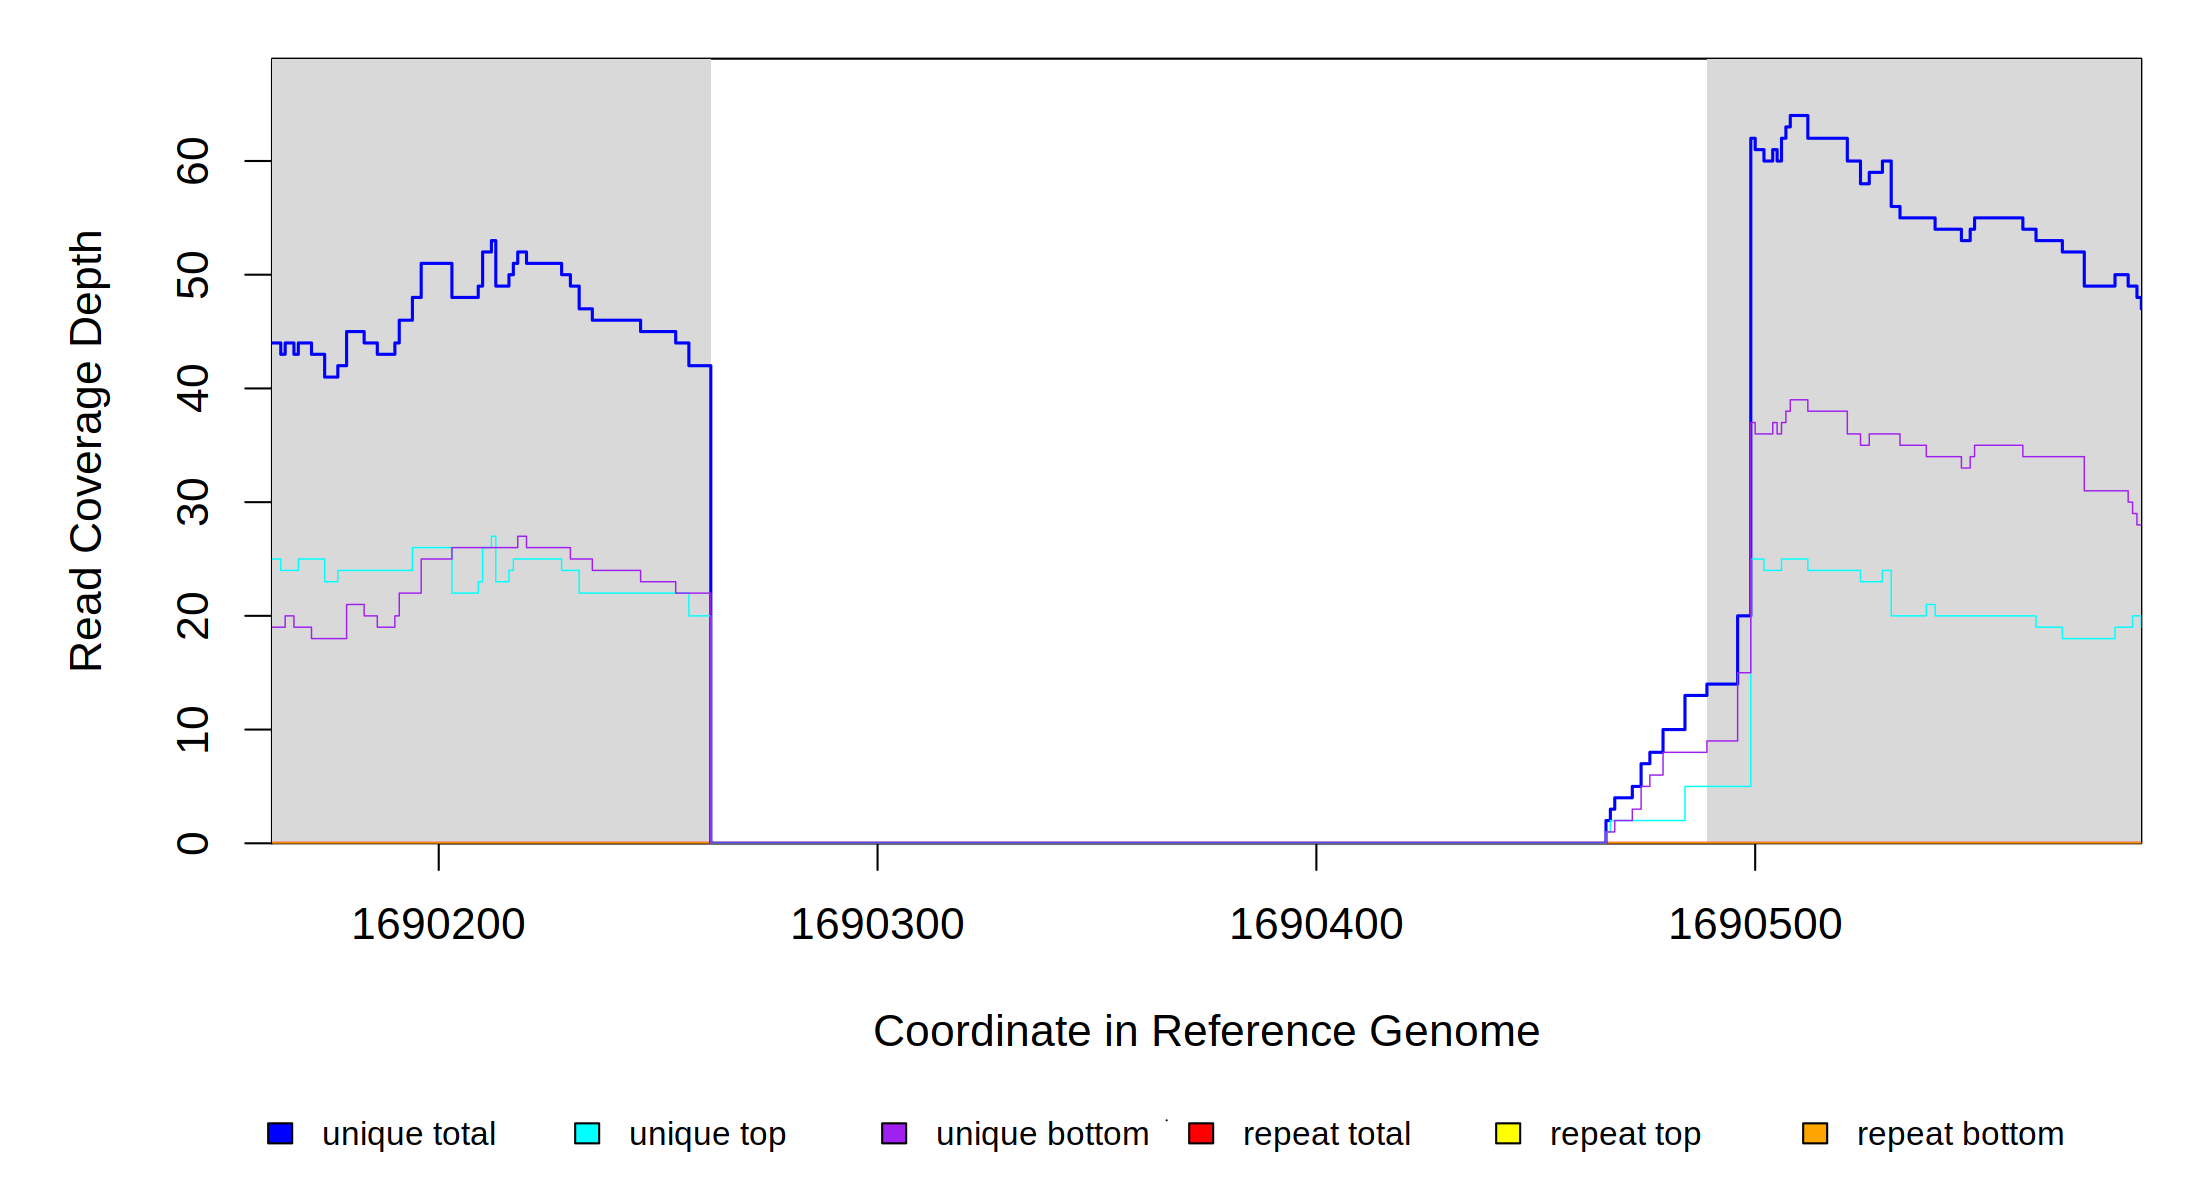 Read Coverage Depth
60
50
40
30
20
10
0
1690200 1690300 1690400 1690500
Coordinate in Reference Genome
unique total unique top unique bottom repeat total repeat top repeat bottom